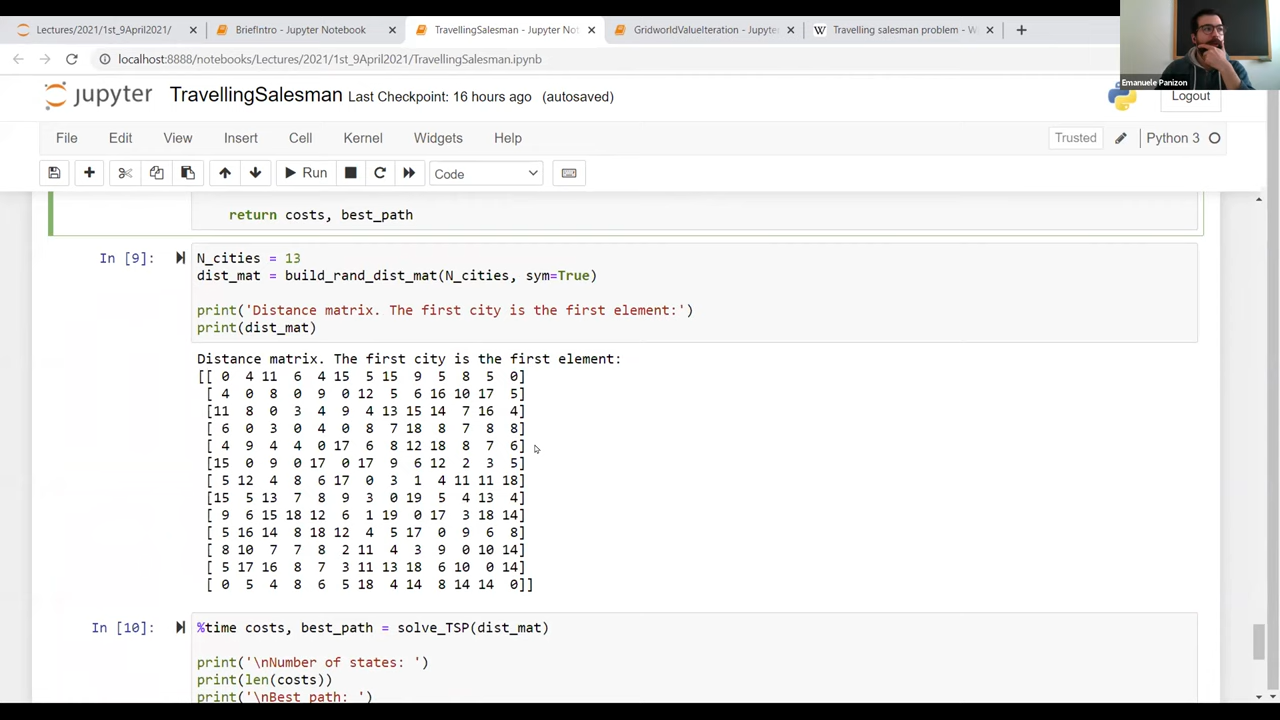 Lectures/2021/1st_9April2021/
BriefIntro - Jupyter Notebook
TravellingSalesman - Jupyter Not
GridworldValueIteration - Jupyte
Travelling salesman problem - W
Emanuele Panizon
localhost:8888/notebooks/Lectures/2021/1st_9April2021/TravellingSalesman.ipynb
jupyter TravellingSalesman Last Checkpoint: 16 hours ago (autosaved)
Logout
File Edit View Insert Cell Kernel Widgets Help
Trusted Python 3
Run Code
return costs, best_path
In [9]:
N_cities = 13
dist_mat = build_rand_dist_mat(N_cities, sym=True)
print('Distance matrix. The first city is the first element:')
print(dist_mat)
Distance matrix. The first city is the first element:
[[ 0 4 11 6 4 15 5 15 9 5 8 5 0]
[ 4 0 8 0 9 0 12 5 6 16 10 17 5]
[11 8 0 3 4 9 4 13 15 14 7 16 4]
[ 6 0 3 0 4 0 8 7 18 8 7 8 8]
[ 4 9 4 4 0 17 6 8 12 18 8 7 6]
[15 0 9 0 17 0 17 9 6 12 2 3 5]
[ 5 12 4 8 6 17 0 3 1 4 11 11 18]
[15 5 13 7 8 9 3 0 19 5 4 13 4]
[ 9 6 15 18 12 6 1 19 0 17 3 18 14]
[ 5 16 14 8 18 12 4 5 17 0 9 6 8]
[ 8 10 7 7 8 2 11 4 3 9 0 10 14]
[ 5 17 16 8 7 3 11 13 18 6 10 0 14]
[ 0 5 4 8 6 5 18 4 14 8 14 14 0]]
In [10]:
%time costs, best_path = solve_TSP(dist_mat)
print('\nNumber of states: ')
print(len(costs))
print('\nBest path: ')